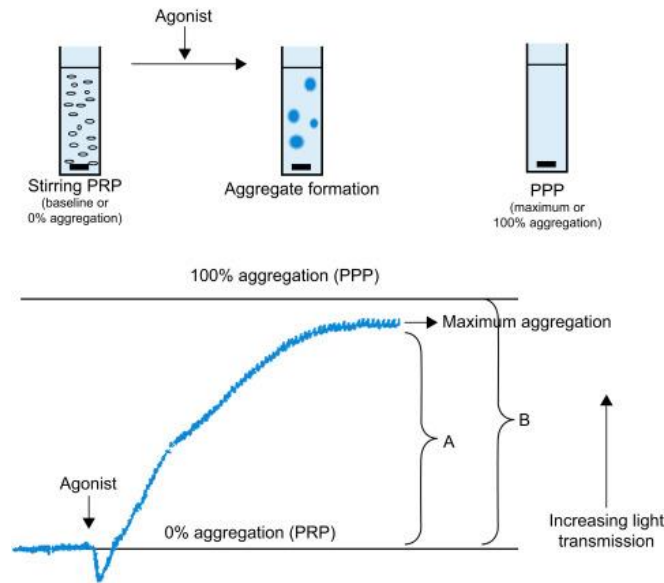 Agonist
Stirring PRP
(baseline or
0% aggregation)
Aggregate formation
PPP
(maximum or
100% aggregation)
100% aggregation (PPP)
Maximum aggregation
B
A
Agonist
0% aggregation (PRP)
Increasing light
transmission